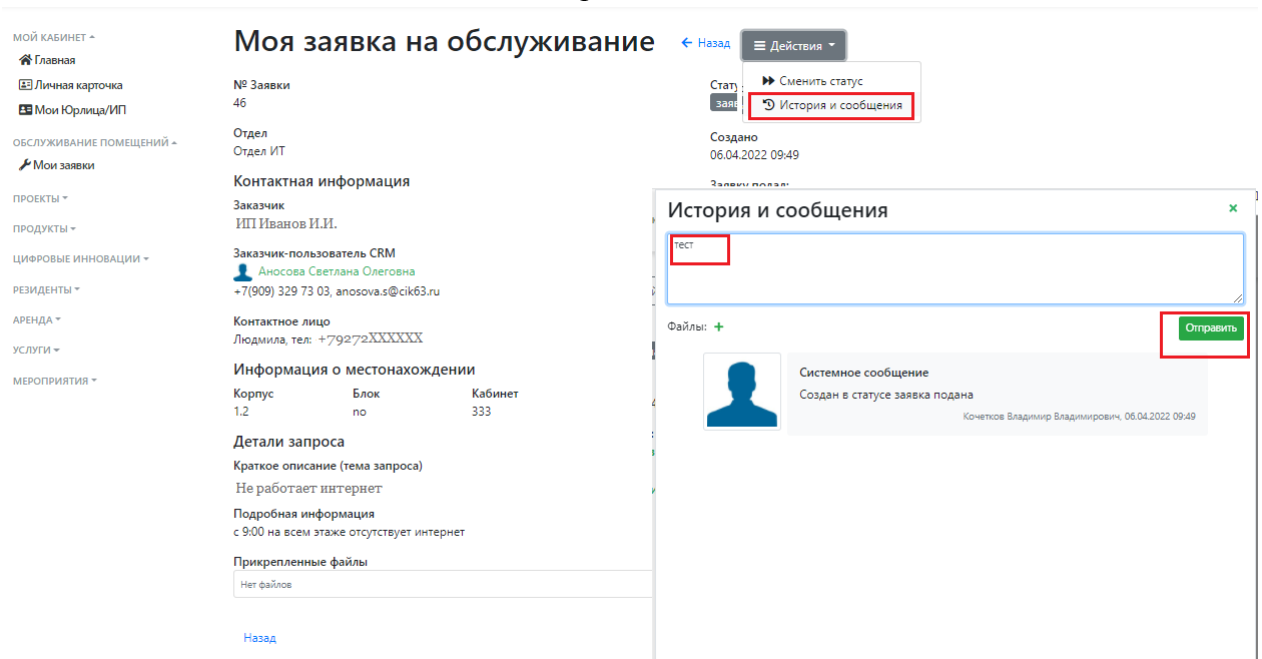 МОЙ КАБИНЕТ
Главная
Личная карточка
Мои Юрлица/ИП
ОБСЛУЖИВАНИЕ ПОМЕЩЕНИЙ
Мои заявки
ПРОЕКТЫ
ПРОДУКТЫ
ЦИФРОВЫЕ ИННОВАЦИИ
РЕЗИДЕНТЫ
АРЕНДА
УСЛУГИ
МЕРОПРИЯТИЯ
Моя заявка на обслуживание
Назад
Действия
Сменить статус
История и сообщения
№ Заявки
46
Отдел
Отдел ИТ
Контактная информация
Заказчик
ИП Иванов И.И.
Заказчик-пользователь CRM
Аносова Светлана Олеговна
+7(909) 329 73 03, anosova.s@cik63.ru
Контактное лицо
Людмила, тел: +79272XXXXXX
Информация о местонахождении
Корпус Блок Кабинет
1.2 no 333
Детали запроса
Краткое описание (тема запроса)
Не работает интернет
Подробная информация
с 9:00 на всем этаже отсутствует интернет
Прикрепленные файлы
Нет файлов
Назад
Создано
06.04.2022 09:49
Заявку подал:
История и сообщения
тест
Файлы: +
Отправить
Системное сообщение
Создан в статусе заявка подана
Кочетков Владимир Владимирович, 06.04.2022 09:49